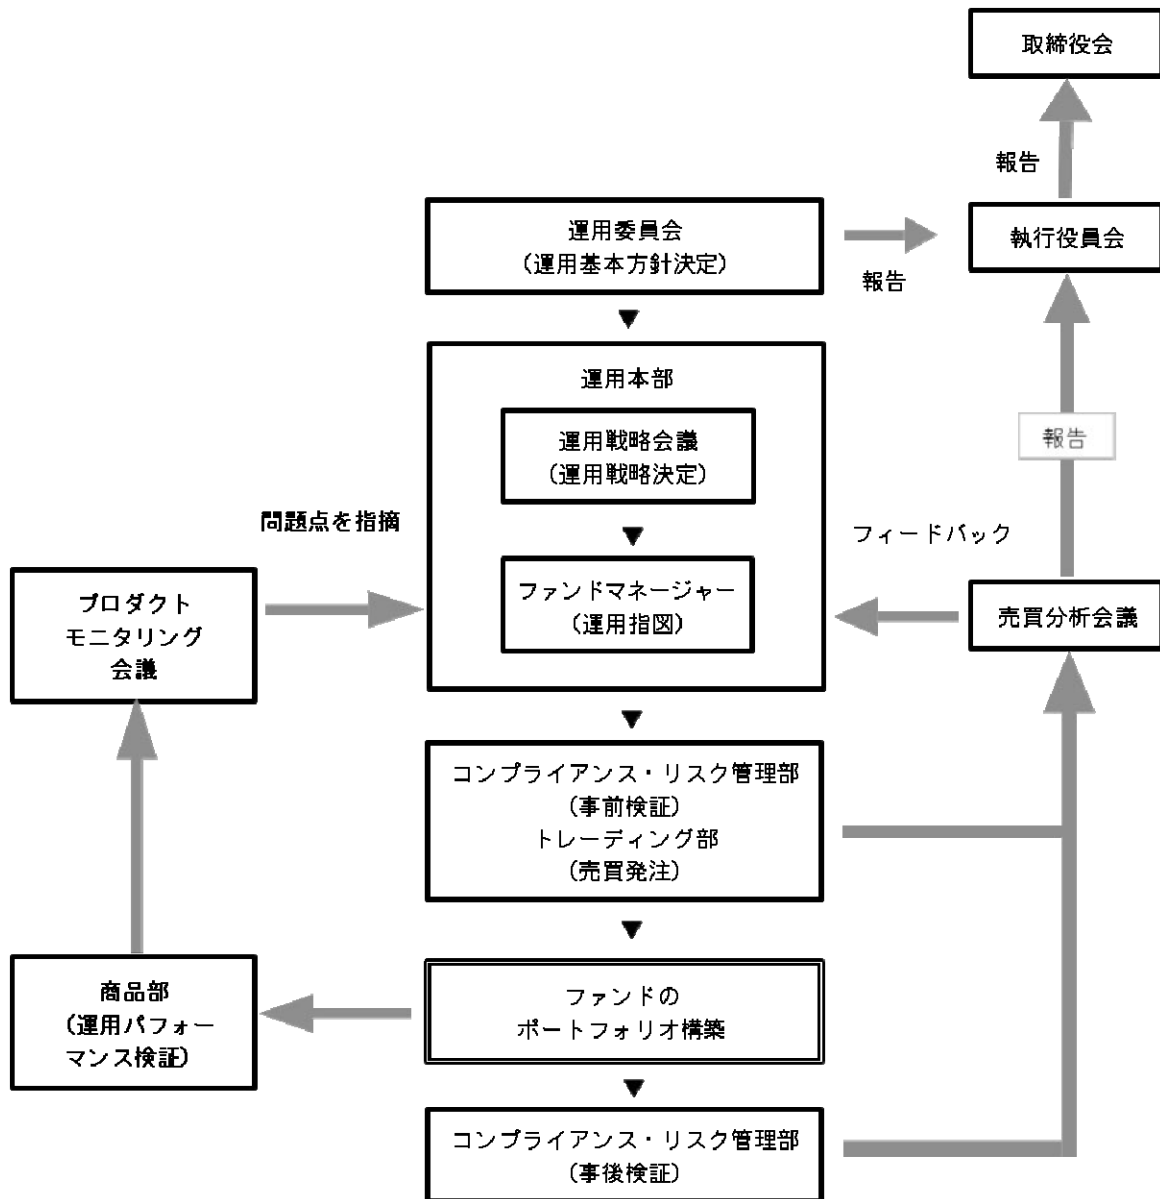 取締役会
報告
執行役員会
運用委員会
(運用基本方針決定)
報告
運用本部
運用戦略会議
(運用戦略決定)
報告
問題点を指摘
フィードバック
ファンドマネージャー
(運用指図)
プロダクト
モニタリング
会議
売買分析会議
コンプライアンス・リスク管理部
(事前検証)
トレーディング部
(売買発注)
商品部
(運用パフォー
マンス検証)
ファンドの
ポートフォリオ構築
コンプライアンス・リスク管理部
(事後検証)